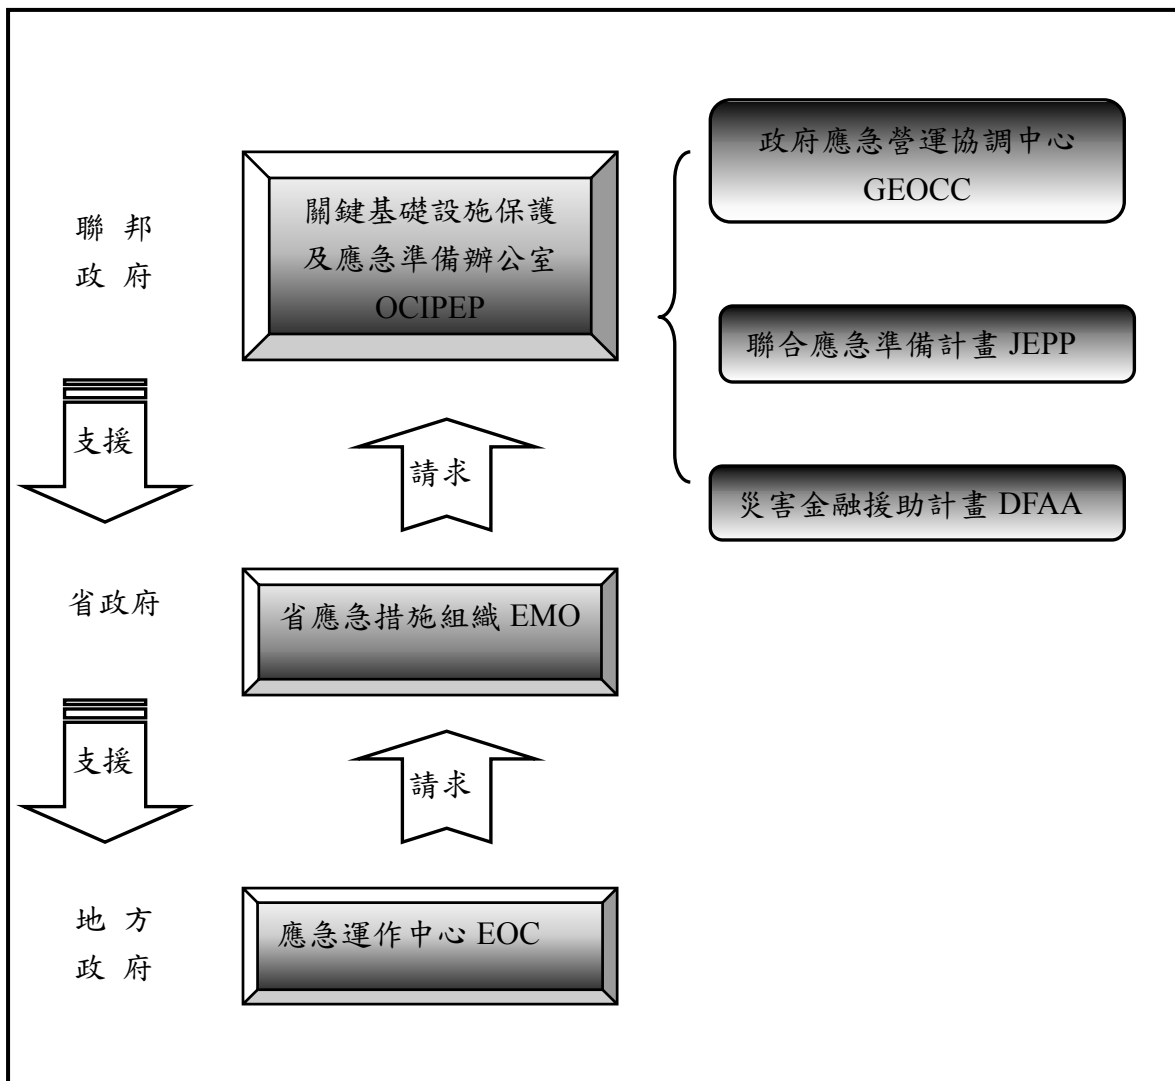 聯邦
政府
關鍵基礎設施保護
及應急準備辦公室
OCIPEP
政府應急營運協調中心
GEOCC
聯合應急準備計畫 JEPP
災害金融援助計畫 DFAA
支援
請求
省政府
省應急措施組織 EMO
支援
請求
地方
政府
應急運作中心 EOC